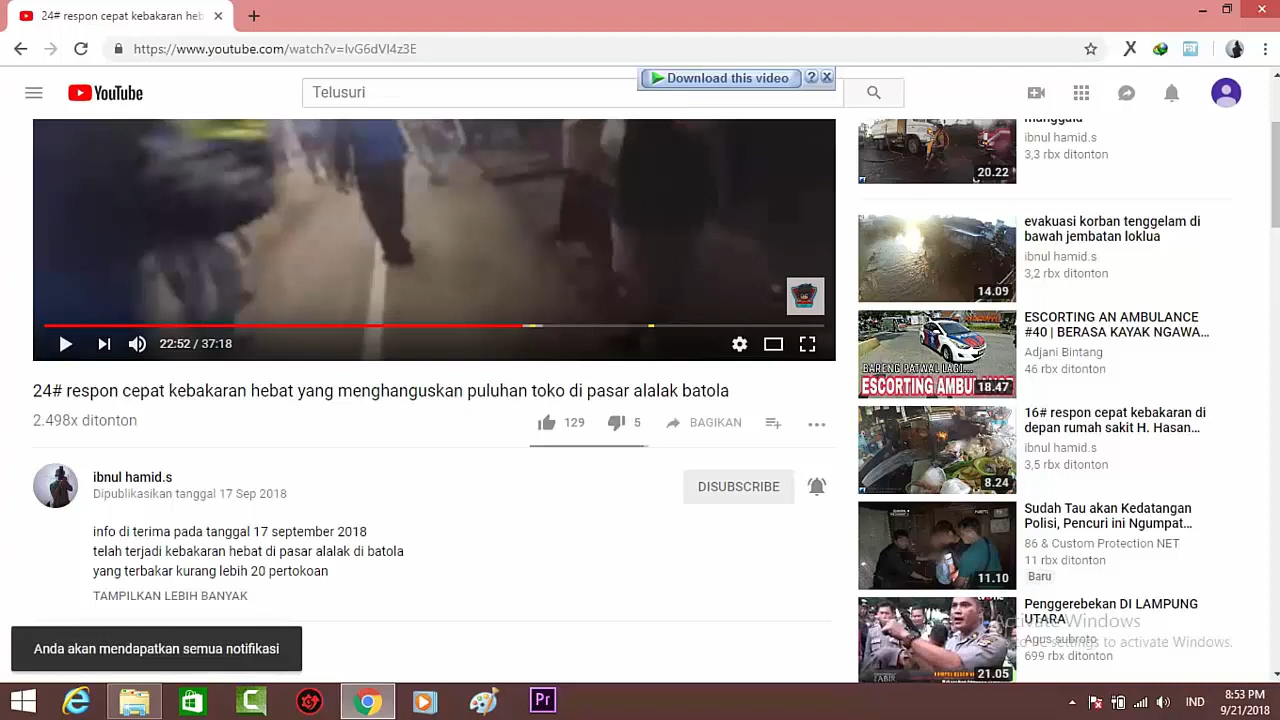 24# respon cepat kebakaran heb
https://www.youtube.com/watch?v=IvG6dVI4z3E
YouTube
Telusuri
Download this video
manggala
ibnul hamid.s
3,3 rbx ditonton
20.22
evakuasi korban tenggelam di
bawah jembatan loklua
ibnul hamid.s
3,2 rbx ditonton
14.09
ESCORTING AN AMBULANCE
#40 | BERASA KAYAK NGAWA...
Adjani Bintang
46 rbx ditonton
BARENG PATWAL LAGI...
ESCORTING AMBULANCE
18.47
16# respon cepat kebakaran di
depan rumah sakit H. Hasan...
ibnul hamid.s
3,5 rbx ditonton
8.24
Sudah Tau akan Kedatangan
Polisi, Pencuri ini Ngumpat...
86 & Custom Protection NET
11 rbx ditonton
Baru
11.10
Penggerebekan DI LAMPUNG
UTARA
Agus subroto
699 rbx ditonton
21.05
22:52 / 37:18
24# respon cepat kebakaran hebat yang menghanguskan puluhan toko di pasar alalak batola
2.498x ditonton
129
5
BAGIKAN
ibnul hamid.s
Dipublikasikan tanggal 17 Sep 2018
DISUBSCRIBE
info di terima pada tanggal 17 september 2018
telah terjadi kebakaran hebat di pasar alalak di batola
yang terbakar kurang lebih 20 pertokoan
TAMPILKAN LEBIH BANYAK
Anda akan mendapatkan semua notifikasi
Activate Windows
to PC settings to activate Windows.
Pr
IND
8:53 PM
9/21/2018